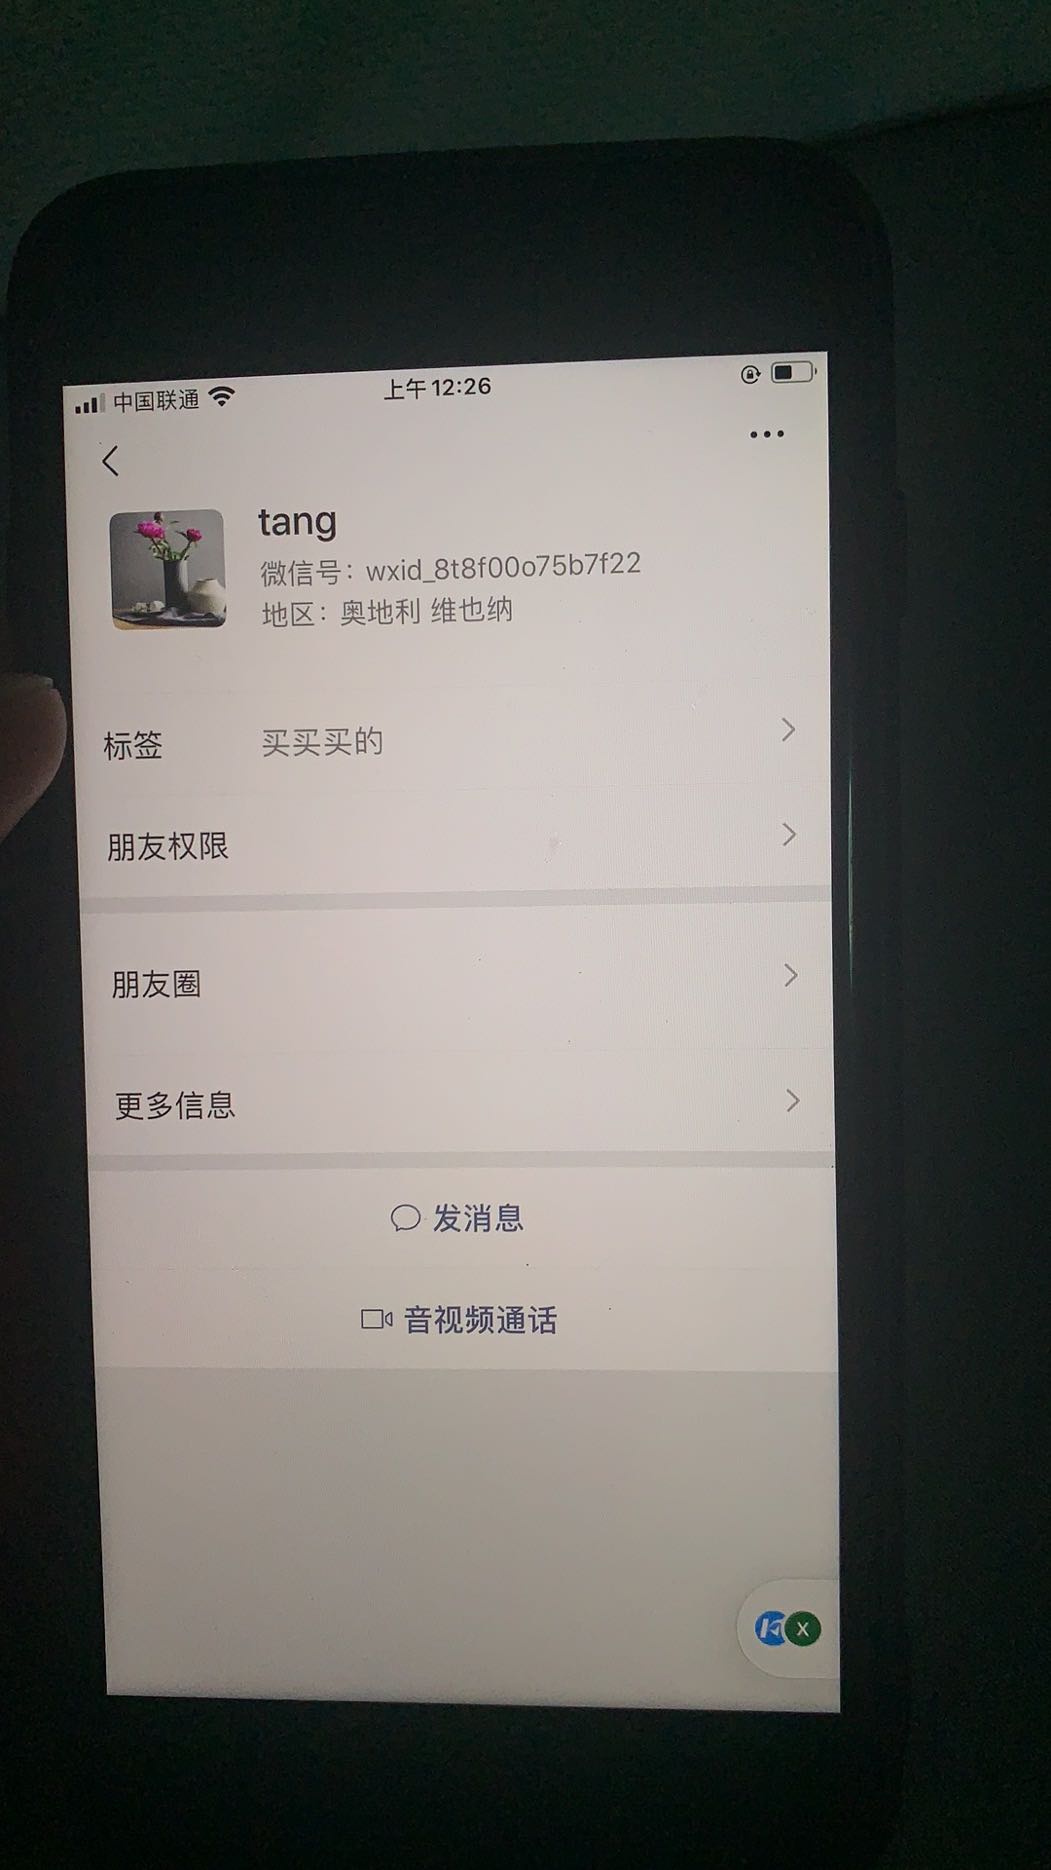 中国联通
上午12:26
tang
微信号：wxid_8t8f00o75b7f22
地区：奥地利 维也纳
标签 买买买的
朋友权限
朋友圈
更多信息
发消息
音视频通话
X